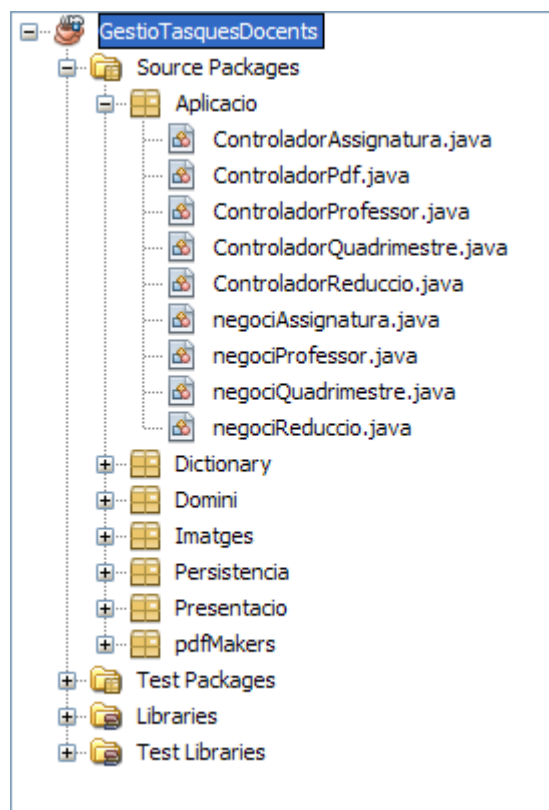 GestioTasquesDocents
Source Packages
Aplicacio
ControladorAssignatura.java
ControladorPdf.java
ControladorProfessor.java
ControladorQuadrimestre.java
ControladorReduccio.java
negociAssignatura.java
negociProfessor.java
negociQuadrimestre.java
negociReduccio.java
Dictionary
Domini
Imatges
Persistencia
Presentacio
pdfMakers
Test Packages
Libraries
Test Libraries